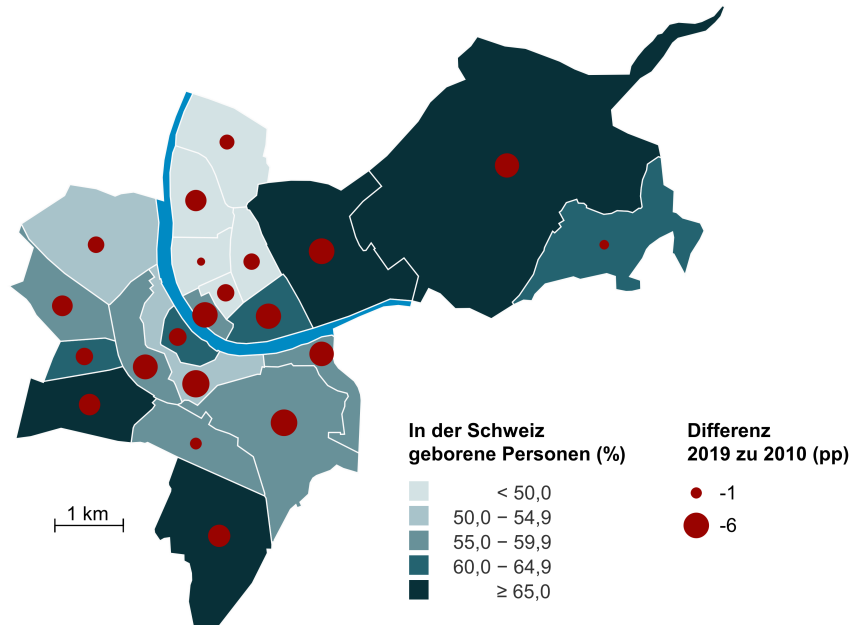 1 km
In der Schweiz
geborene Personen (%)
< 50,0
50,0 – 54,9
55,0 – 59,9
60,0 – 64,9
≥ 65,0
Differenz
2019 zu 2010 (pp)
-1
-6